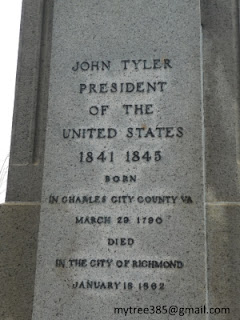 JOHN TYLER
PRESIDENT
OF THE
UNITED STATES
1841 1845
BORN
IN CHARLES CITY COUNTY VA
MARCH 29 1790
DIED
IN THE CITY OF RICHMOND
JANUARY 18 1862
mytree385@gmail.com